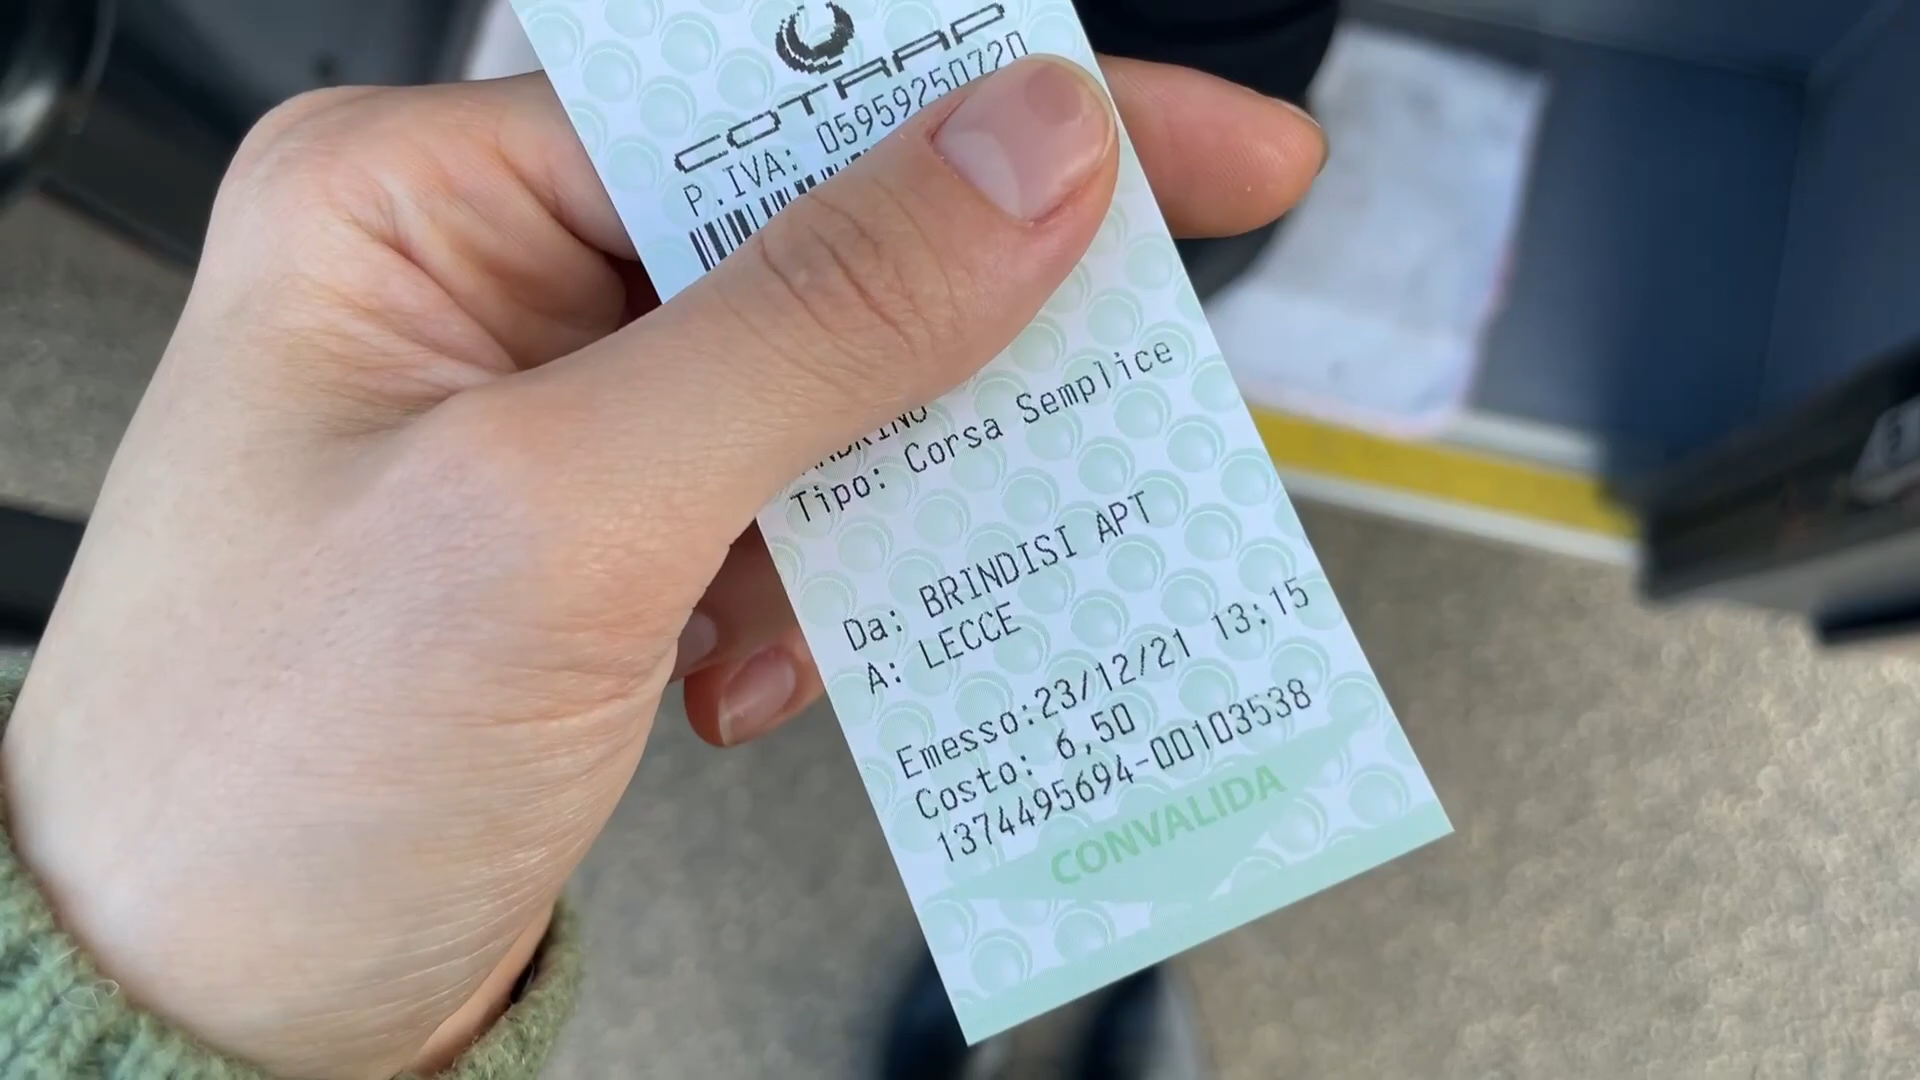 COTRAP
P.IVA: 05959250720
Tipo: Corsa Semplice
Da: BRINDISI APT
A: LECCE
Emesso:23/12/21 13:15
Costo: 6,50
1374495694-00103538
CONVALIDA